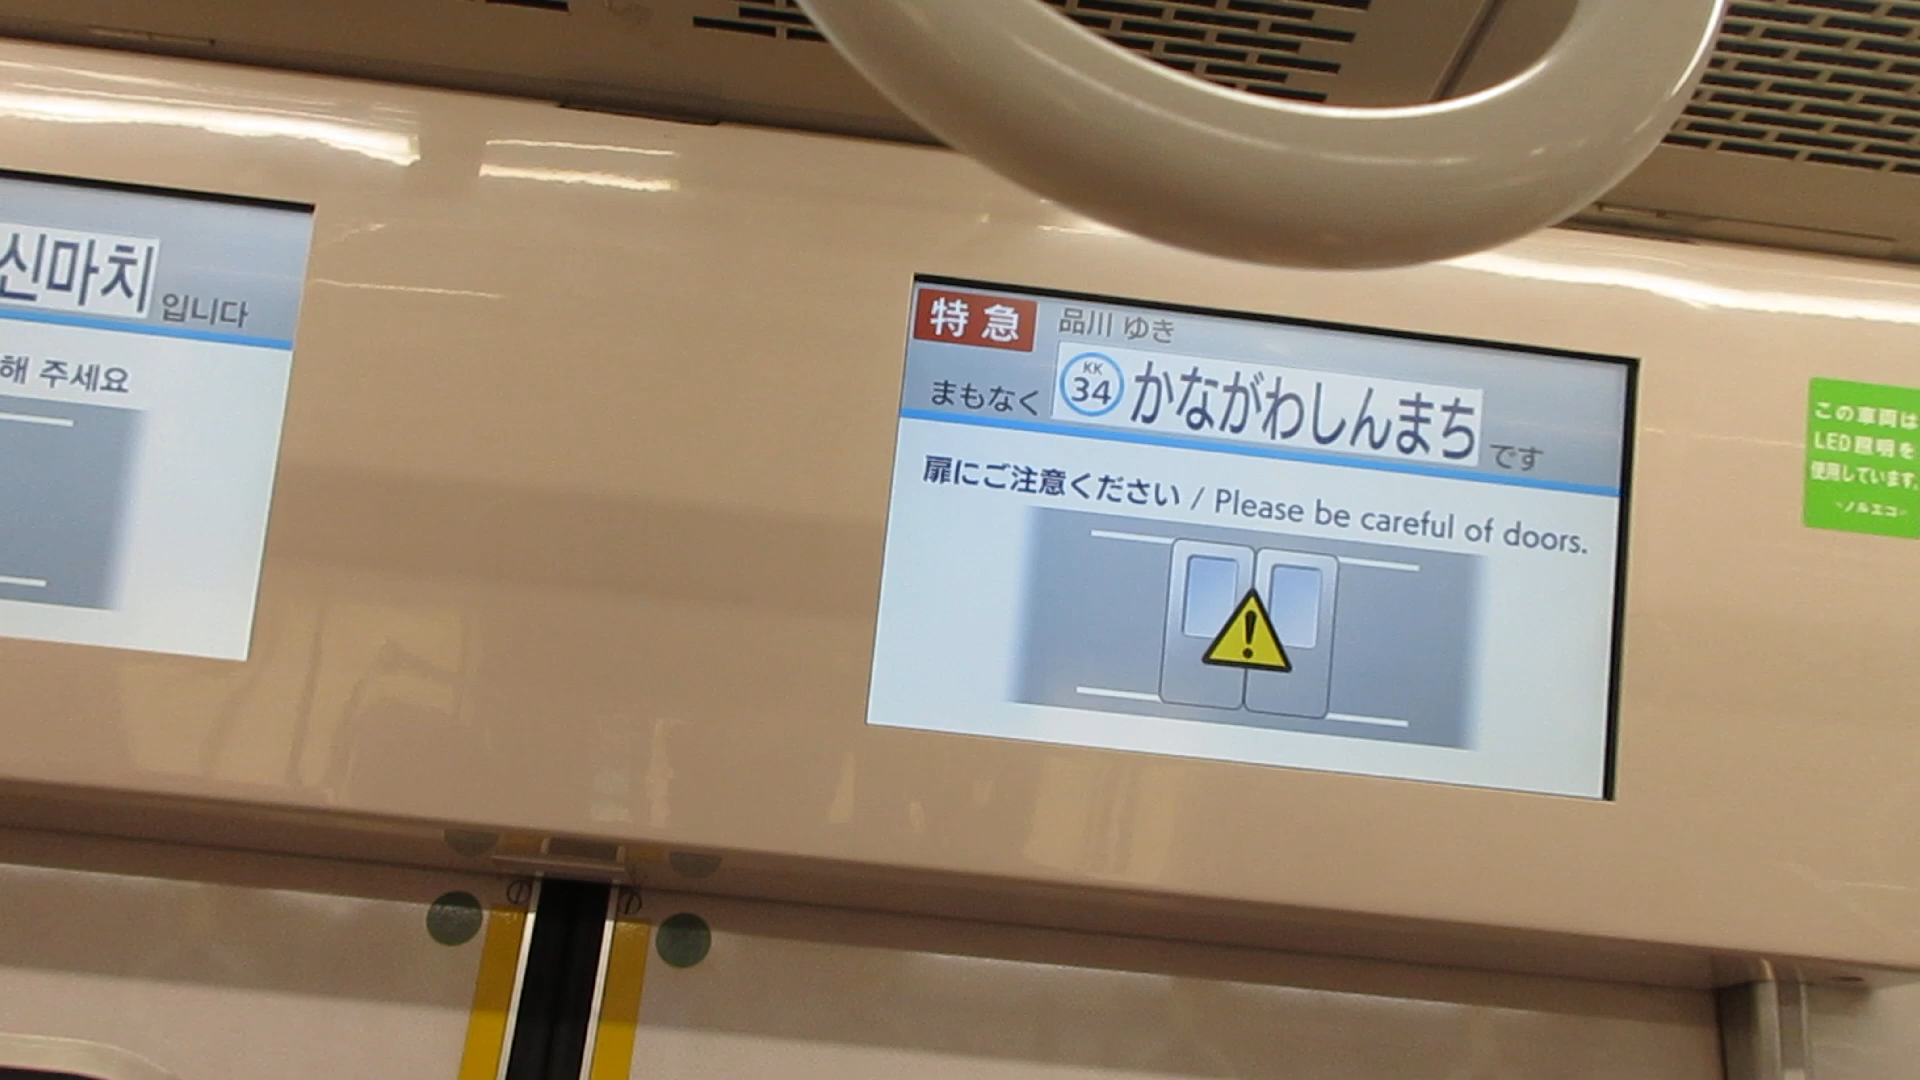 신마치 입니다
해 주세요
特急 品川 ゆき
まもなく KK 34 かながわしんまち です
扉にご注意ください / Please be careful of doors.
この車両は
LED照明を
使用しています。
ノルエコ